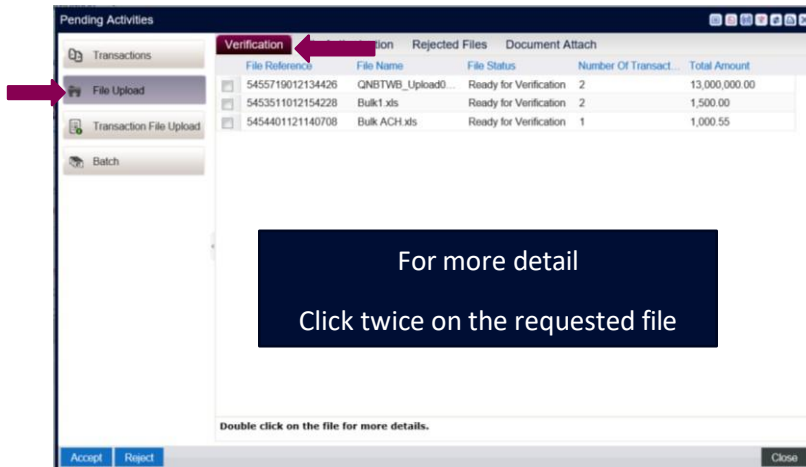 Pending Activities
Transactions
File Upload
Transaction File Upload
Batch
Verification Rejected Files Document Attach
File Reference File Name File Status Number Of Transact... Total Amount
5455719012134426 QNBTWB_Upload0... Ready for Verification 2 13,000,000.00
5453511012154228 Bulk1.xls Ready for Verification 2 1,500.00
5454401121140708 Bulk ACH.xls Ready for Verification 1 1,000.55
For more detail
Click twice on the requested file
Double click on the file for more details.
Accept Reject Close